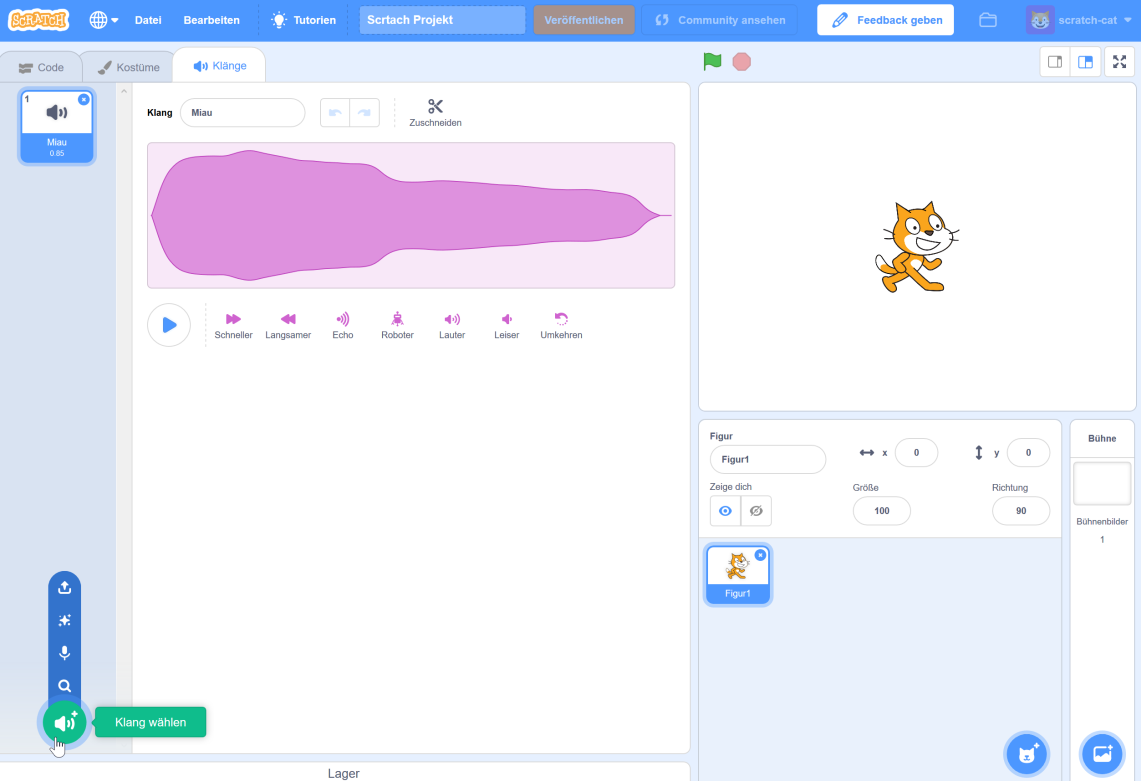 SCRATCH
Datei
Bearbeiten
Tutorien
Scrtach Projekt
Veröffentlichen
Community ansehen
Feedback geben
scratch-cat
Code
Kostüme
Klänge
1
Miau
0.85
Klang
Miau
Zuschneiden
Schneller
Langsamer
Echo
Roboter
Lauter
Leiser
Umkehren
Klang wählen
Lager
Figur
Figur1
x
0
y
0
Zeige dich
Größe
100
Richtung
90
Figur1
Bühne
Bühnenbilder
1